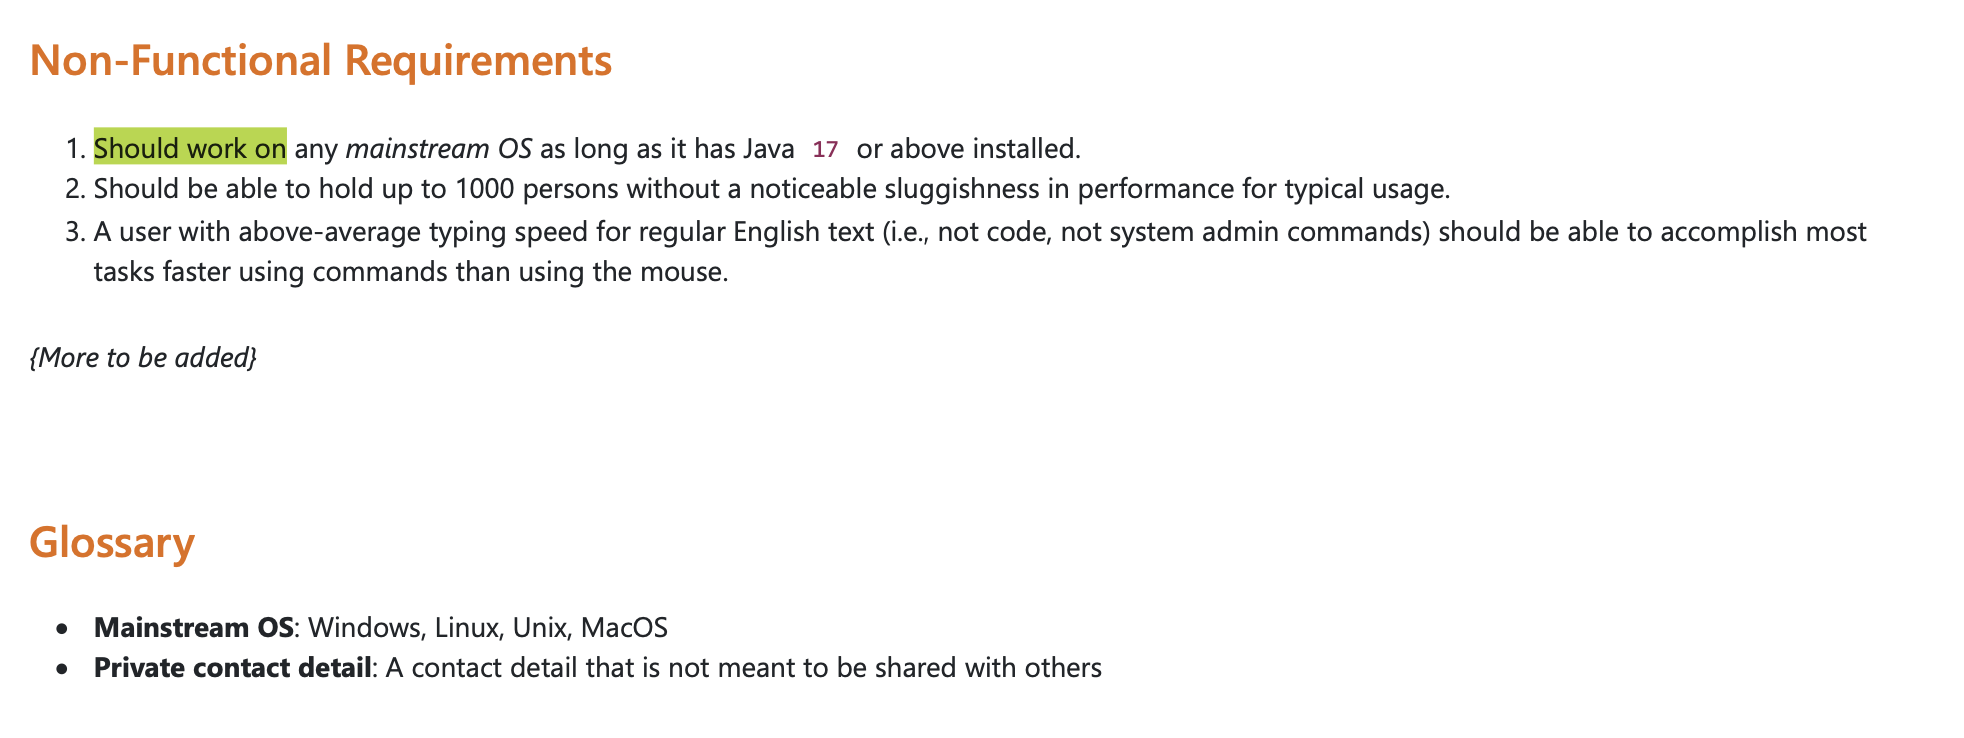 Non-Functional Requirements
1. Should work on any mainstream OS as long as it has Java 17 or above installed.
2. Should be able to hold up to 1000 persons without a noticeable sluggishness in performance for typical usage.
3. A user with above-average typing speed for regular English text (i.e., not code, not system admin commands) should be able to accomplish most
tasks faster using commands than using the mouse.
{More to be added}
Glossary
• Mainstream OS: Windows, Linux, Unix, MacOS
• Private contact detail: A contact detail that is not meant to be shared with others